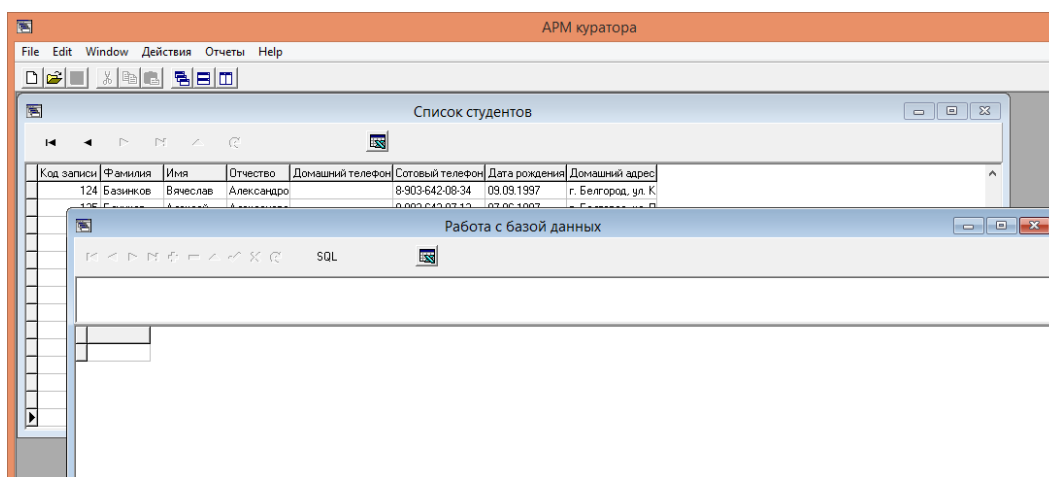 АРМ куратора
File Edit Window Действия Отчеты Help
Список студентов
Код записи Фамилия Имя Отчество Домашний телефон Сотовый телефон Дата рождения Домашний адрес
124 Базинков Вячеслав Александро 8-903-642-08-34 09.09.1997 г. Белгород, ул. К
Работа с базой данных
SQL